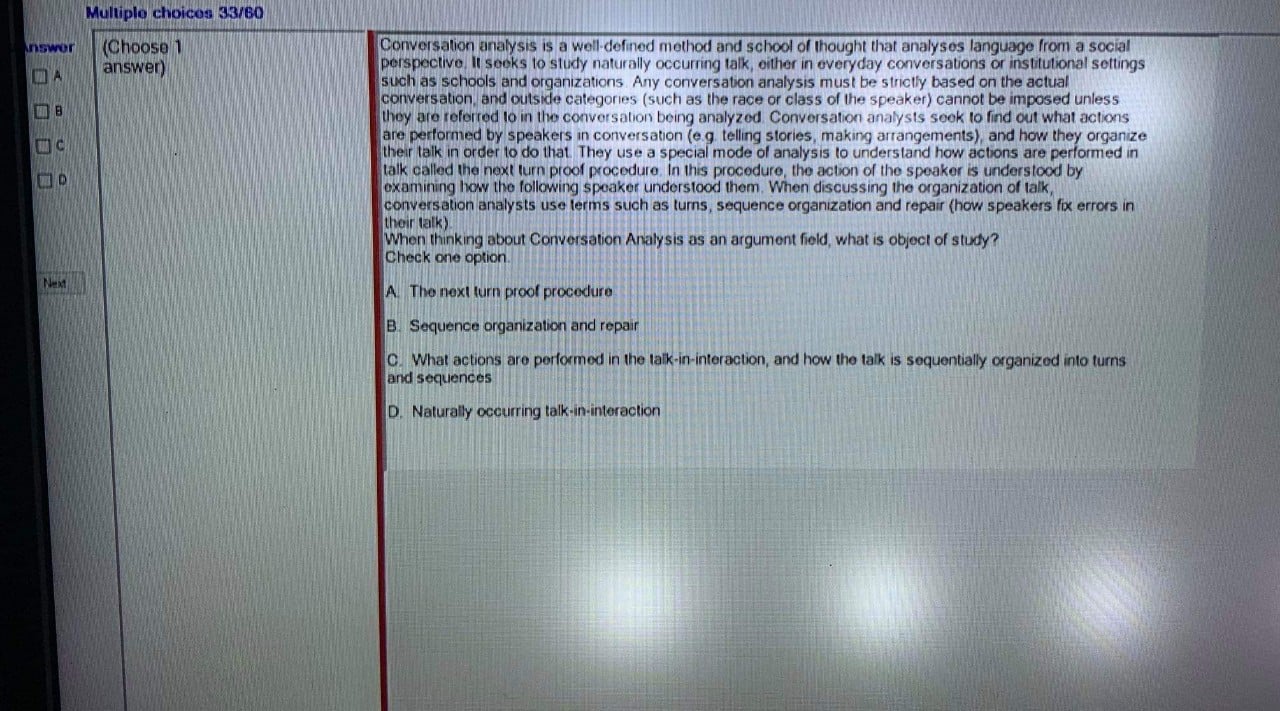 Multiple choices 33/60
Answer
(Choose 1
answer)
A
B
C
D
Next
Conversation analysis is a well-defined method and school of thought that analyses language from a social
perspective. It seeks to study naturally occurring talk, either in everyday conversations or institutional settings
such as schools and organizations. Any conversation analysis must be strictly based on the actual
conversation, and outside categories (such as the race or class of the speaker) cannot be imposed unless
they are referred to in the conversation being analyzed. Conversation analysts seek to find out what actions
are performed by speakers in conversation (e.g. telling stories, making arrangements), and how they organize
their talk in order to do that. They use a special mode of analysis to understand how actions are performed in
talk called the next turn proof procedure. In this procedure, the action of the speaker is understood by
examining how the following speaker understood them. When discussing the organization of talk,
conversation analysts use terms such as turns, sequence organization and repair (how speakers fix errors in
their talk).
When thinking about Conversation Analysis as an argument field, what is object of study?
Check one option.
A. The next turn proof procedure
B. Sequence organization and repair
C. What actions are performed in the talk-in-interaction, and how the talk is sequentially organized into turns
and sequences
D. Naturally occurring talk-in-interaction